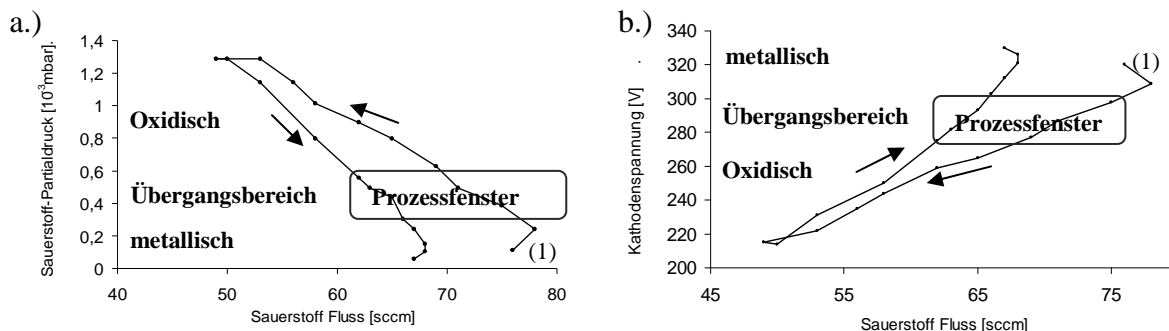 a.)
Sauerstoff-Partialdruck [10³mbar].
1,4
1,2
1
0,8
0,6
0,4
0,2
0
Oxidisch
Übergangsbereich
metallisch
Prozessfenster
(1)
40 50 60 70 80
Sauerstoff Fluss [sccm]
b.)
Kathodenspannung [V]
340
320
300
280
260
240
220
200
metallisch
Übergangsbereich
Oxidisch
Prozessfenster
(1)
45 55 65 75
Sauerstoff Fluss [sccm]